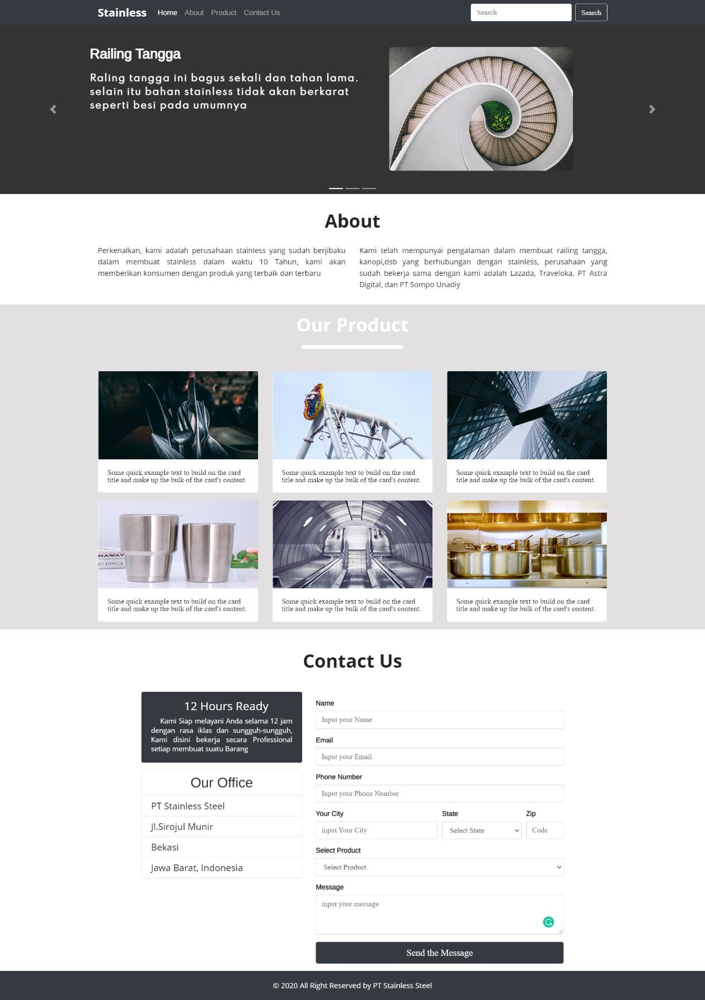 Stainless Home About Product Contact Us Search Search
Railing Tangga
Raling tangga ini bagus sekali dan tahan lama.
selain itu bahan stainless tidak akan berkarat
seperti besi pada umumnya
About
Perkenalkan, kami adalah perusahaan stainless yang sudah berjibaku
dalam membuat stainless dalam waktu 10 Tahun, kami akan
memberikan konsumen dengan produk yang terbaik dan terbaru
Kami telah mempunyai pengalaman dalam membuat railing tangga,
kanopi,dsb yang berhubungan dengan stainless, perusahaan yang
sudah bekerja sama dengan kami adalah Lazada, Traveloka, PT Astra
Digital, dan PT Sompo Unadiy
Our Product
Some quick example text to build on the card
title and make up the bulk of the card's content.
Some quick example text to build on the card
title and make up the bulk of the card's content.
Some quick example text to build on the card
title and make up the bulk of the card's content.
NAWAY
Count of
Some quick example text to build on the card
title and make up the bulk of the card's content.
Some quick example text to build on the card
title and make up the bulk of the card's content.
Some quick example text to build on the card
title and make up the bulk of the card's content.
Contact Us
12 Hours Ready
Kami Siap melayani Anda selama 12 jam
dengan rasa iklas dan sungguh-sungguh,
Kami disini bekerja secara Professional
setiap membuat suatu Barang
Our Office
PT Stainless Steel
Jl.Sirojul Munir
Bekasi
Jawa Barat, Indonesia
Name
Input your Name
Email
Input your Email
Phone Number
Input your Phone Number
Your City State Zip
input Your City Select State Code
Select Product
Select Product
Message
input your message
Send the Message
© 2020 All Right Reserved by PT Stainless Steel